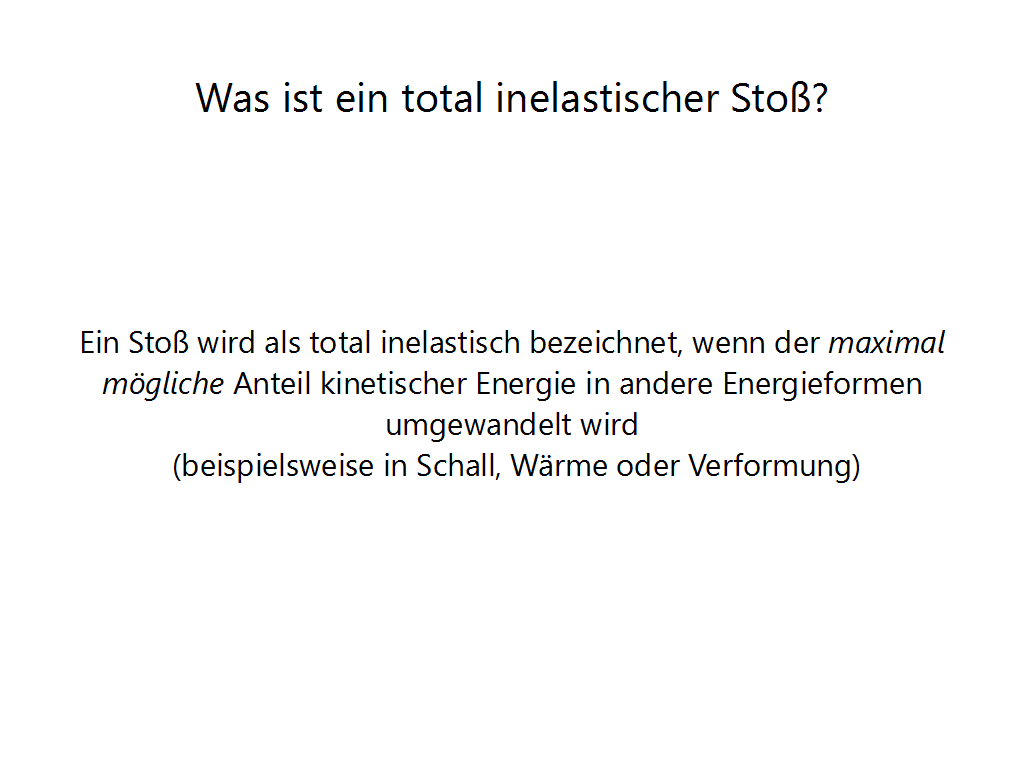 Was ist ein total inelastischer Stoß?
Ein Stoß wird als total inelastisch bezeichnet, wenn der maximal
mögliche Anteil kinetischer Energie in andere Energieformen
umgewandelt wird
(beispielsweise in Schall, Wärme oder Verformung)